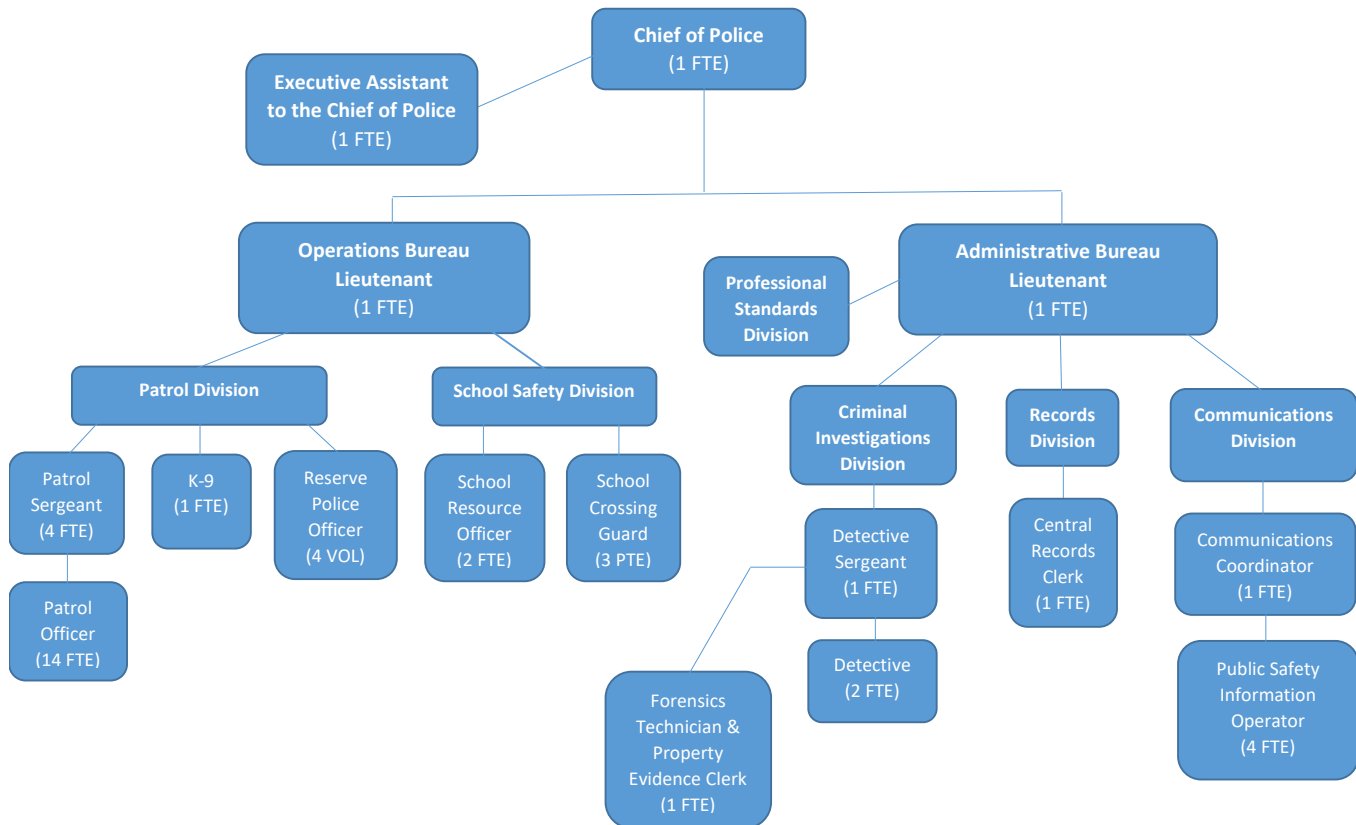 Chief of Police
(1 FTE)
Executive Assistant
to the Chief of Police
(1 FTE)
Operations Bureau
Lieutenant
(1 FTE)
Professional
Standards
Division
Administrative Bureau
Lieutenant
(1 FTE)
Patrol Division
School Safety Division
Criminal
Investigations
Division
Records
Division
Communications
Division
Patrol
Sergeant
(4 FTE)
K-9
(1 FTE)
Reserve
Police
Officer
(4 VOL)
School
Resource
Officer
(2 FTE)
School
Crossing
Guard
(3 PTE)
Detective
Sergeant
(1 FTE)
Central
Records
Clerk
(1 FTE)
Communications
Coordinator
(1 FTE)
Patrol
Officer
(14 FTE)
Forensics
Technician &
Property
Evidence Clerk
(1 FTE)
Detective
(2 FTE)
Public Safety
Information
Operator
(4 FTE)